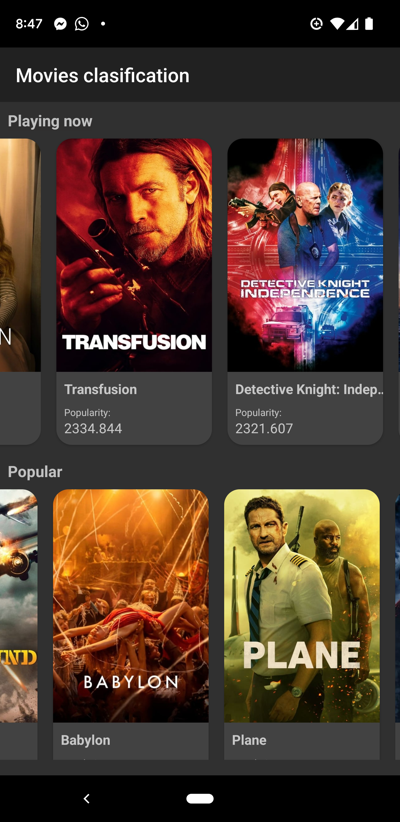 8:47
Movies clasification
Playing now
N
TRANSFUSION
DETECTIVE KNIGHT
INDEPENDENCE
Transfusion
Detective Knight: Indep..
Popularity:
Popularity:
2334.844
2321.607
Popular
UND
BABYLON
PLANE
Babylon
Plane